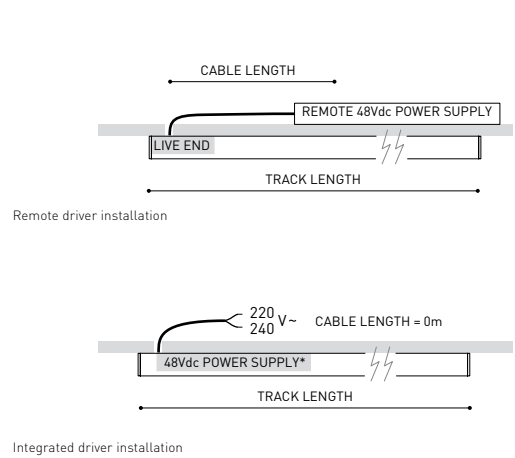 CABLE LENGTH
REMOTE 48Vdc POWER SUPPLY
LIVE END
TRACK LENGTH
Remote driver installation
220
240
V~
CABLE LENGTH = 0m
48Vdc POWER SUPPLY*
TRACK LENGTH
Integrated driver installation